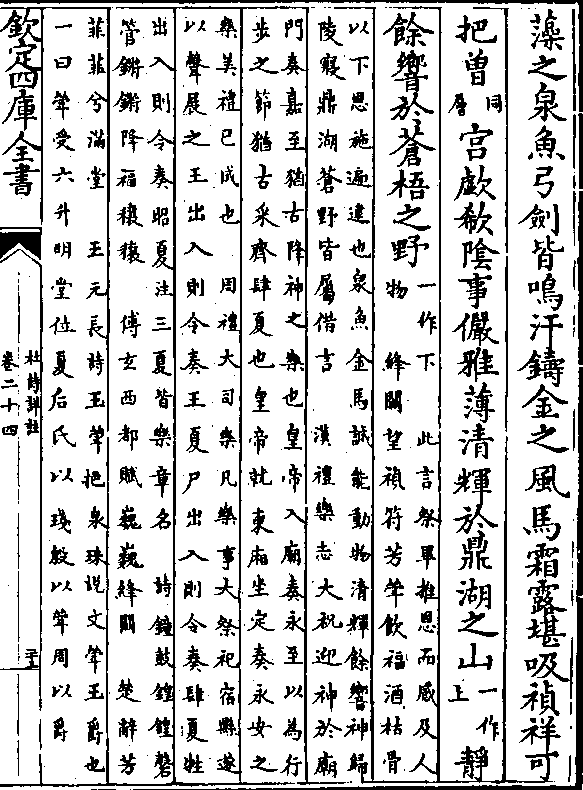 藻之泉魚弓劍皆鳴汗鑄金之風馬霜露堪吸禎祥可
把曾同層宮歔欷陰事儼雅薄清輝於鼎湖之山一作上靜
餘響於蒼梧之野一作下物 此言祭畢推恩而感及人
絳闕望禎符芳斝飲福酒枯骨
以下恩施遍逮也泉魚金馬誠能動物清輝餘響神歸
陵寢鼎湖蒼野皆屬借言 漢禮樂志大祝迎神於廟
門奏嘉至猶古降神之樂也皇帝入廟奏永至以為行
步之節猶古采齊肆夏也皇帝就東廂坐定奏永安之
樂美禮已成也 周禮大司樂凡樂事大祭祀宿縣遂
以聲展之王出入則令奏王夏尸出入則令奏肆夏牲
出入則令奏昭夏注三夏皆樂章名 詩鐘鼓鍠鍠磬
管鏘鏘降福穰穰 傅玄西都賦巍巍絳闕 楚辭芳
菲菲兮滿堂 王元長詩玉斝挹泉珠説文斝玉爵也
一曰斝受六升明堂位夏后氏以琖殷以斝周以爵
欽定四庫全書
杜詩詳註
卷二十四